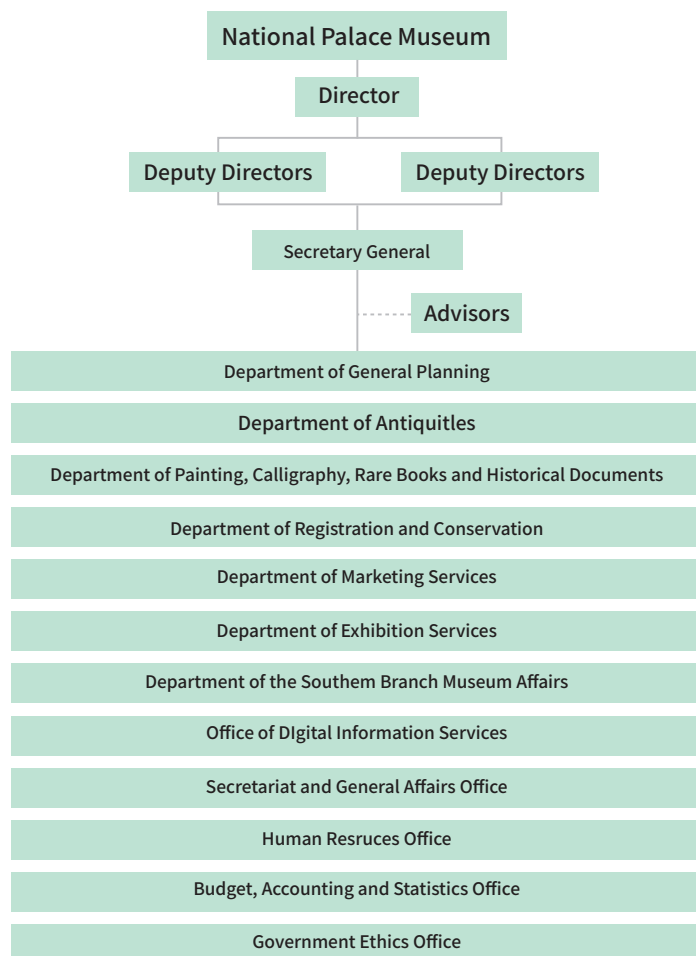 National Palace Museum
Director
Deputy Directors
Deputy Directors
Secretary General
Advisors
Department of General Planning
Department of Antiquitles
Department of Painting, Calligraphy, Rare Books and Historical Documents
Department of Registration and Conservation
Department of Marketing Services
Department of Exhibition Services
Department of the Southem Branch Museum Affairs
Office of DIgital Information Services
Secretariat and General Affairs Office
Human Resruces Office
Budget, Accounting and Statistics Office
Government Ethics Office